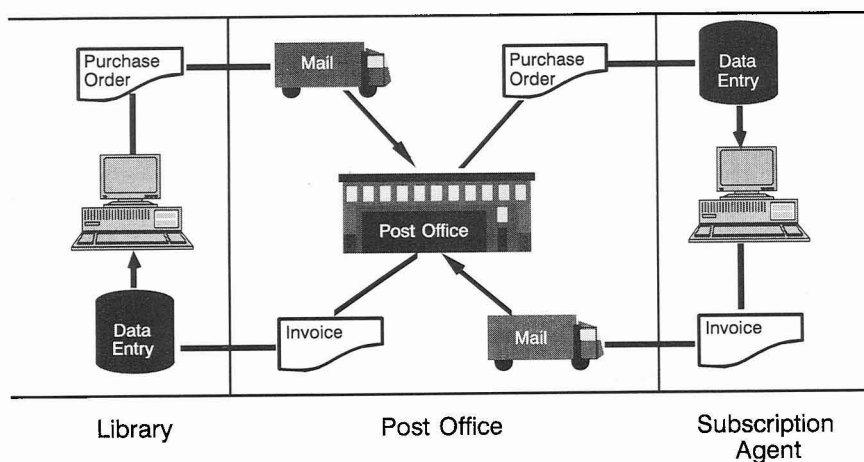 Purchase
Order
Mail
Purchase
Order
Data
Entry
Post Office
Data
Entry
Invoice
Mail
Invoice
Library
Post Office
Subscription
Agent